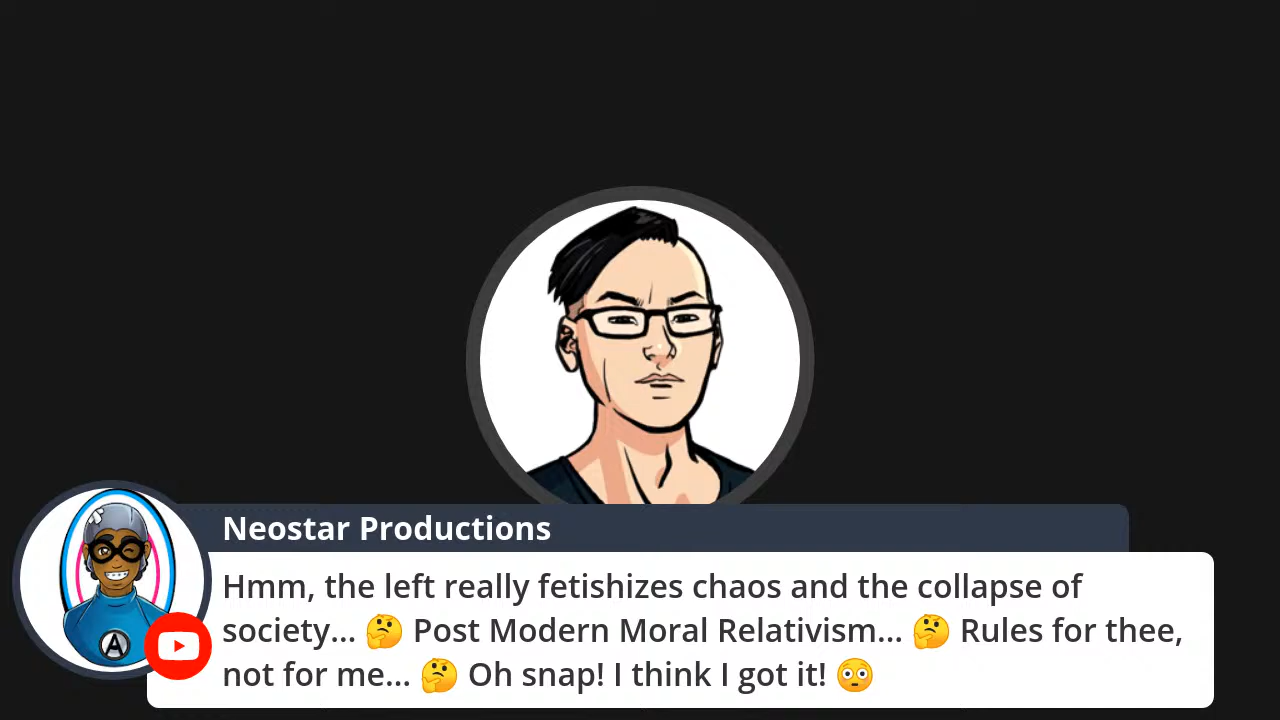 Neostar Productions
Hmm, the left really fetishizes chaos and the collapse of
society... 🤔 Post Modern Moral Relativism... 🤔 Rules for thee,
not for me... 🤔 Oh snap! I think I got it! 😳
A